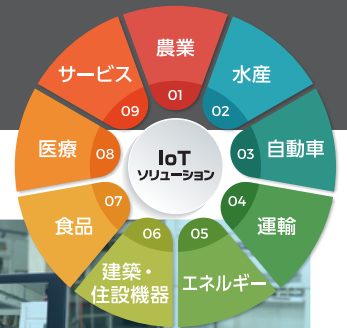 IoT
ソリューション
農業
01
水産
02
自動車
03
運輸
04
エネルギー
05
建築・
住設機器
06
食品
07
医療
08
サービス
09